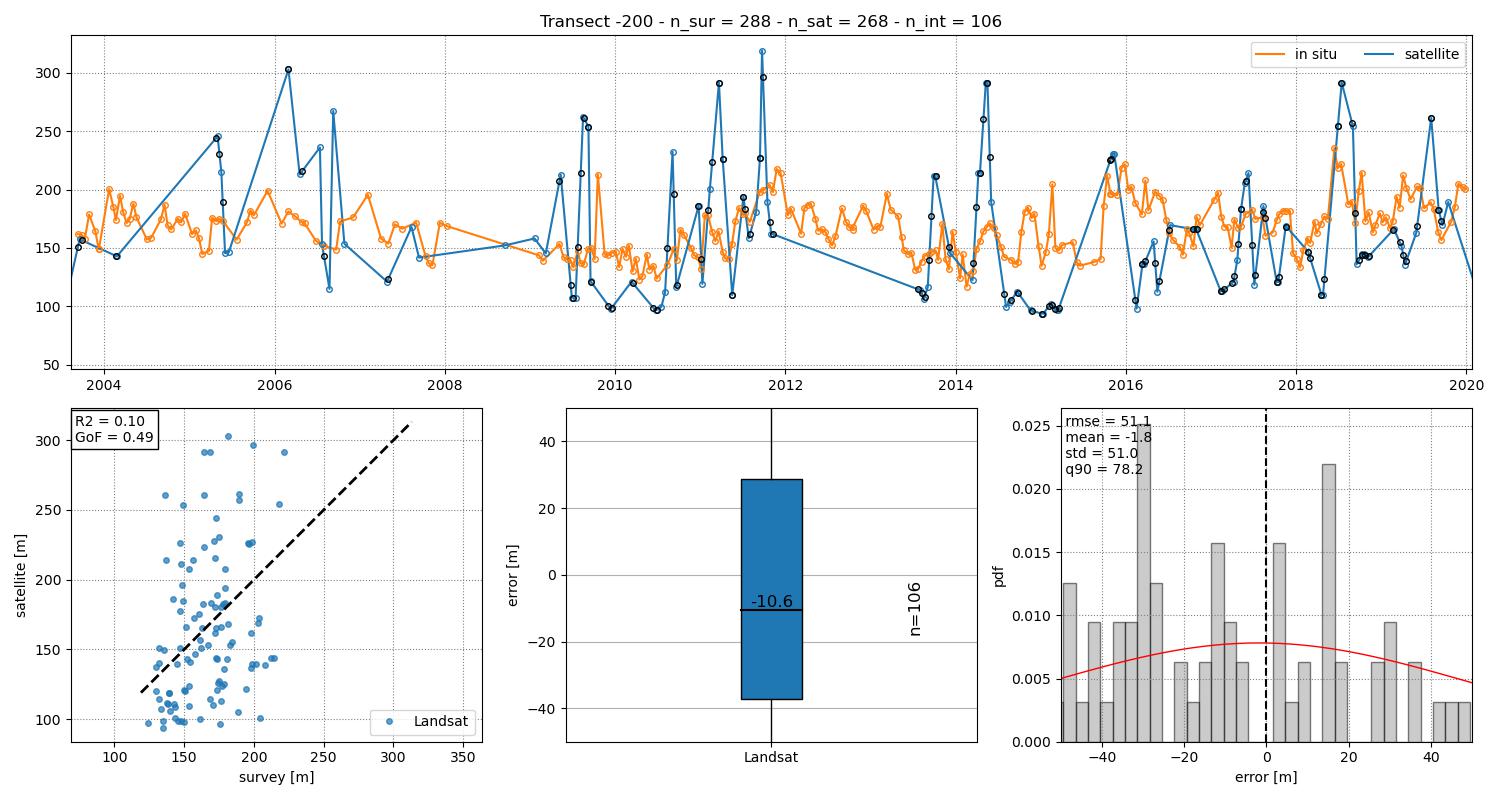 Transect -200 - n_sur = 288 - n_sat = 268 - n_int = 106
in situ
satellite
300
250
200
150
100
50
2004
2006
2008
2010
2012
2014
2016
2018
2020
R2 = 0.10
GoF = 0.49
satellite [m]
300
250
200
150
100
Landsat
100
150
200
250
300
350
survey [m]
error [m]
40
20
0
−20
−40
-10.6
n=106
Landsat
pdf
rmse = 51.1
mean = -1.8
std = 51.0
q90 = 78.2
0.025
0.020
0.015
0.010
0.005
0.000
−40
−20
0
20
40
error [m]